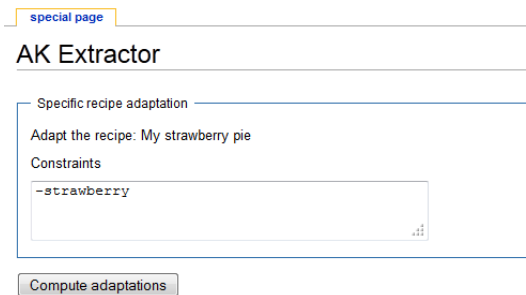 special page
AK Extractor
Specific recipe adaptation
Adapt the recipe: My strawberry pie
Constraints
-strawberry
Compute adaptations